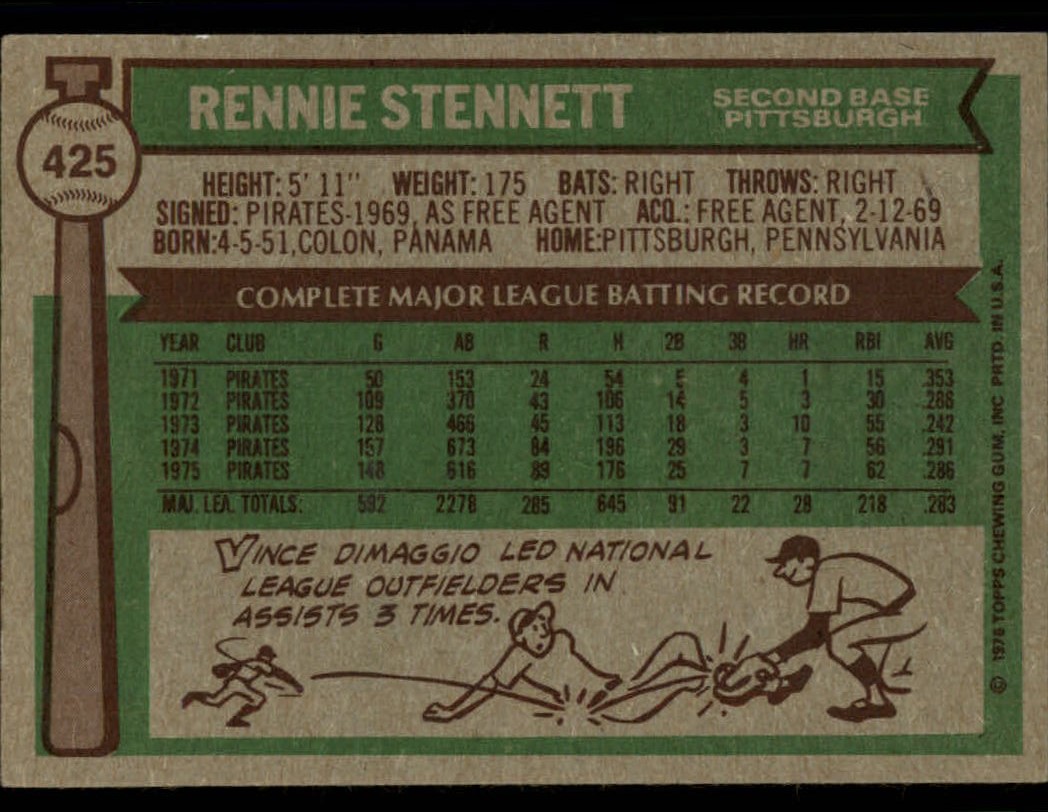 T
425
RENNIE STENNETT
SECOND BASE
PITTSBURGH
HEIGHT: 5' 11" WEIGHT: 175 BATS: RIGHT THROWS: RIGHT
SIGNED: PIRATES-1969, AS FREE AGENT ACQ.: FREE AGENT, 2-12-69
BORN:4-5-51,COLON, PANAMA HOME:PITTSBURGH, PENNSYLVANIA
COMPLETE MAJOR LEAGUE BATTING RECORD
YEAR CLUB G AB R H 2B 3B HR RBI AVG
1971 PIRATES 50 153 24 54 5 4 1 15 .353
1972 PIRATES 109 370 43 106 14 5 3 30 .286
1973 PIRATES 128 466 45 113 18 3 10 55 .242
1974 PIRATES 157 673 84 196 29 3 7 56 .291
1975 PIRATES 148 616 89 176 25 7 7 62 .286
MAJ. LEA. TOTALS: 592 2278 285 645 91 22 28 218 .283
VINCE DIMAGGIO LED NATIONAL
LEAGUE OUTFIELDERS IN
ASSISTS 3 TIMES.
© 1976 TOPPS CHEWING GUM, INC PRTD. IN U.S.A.